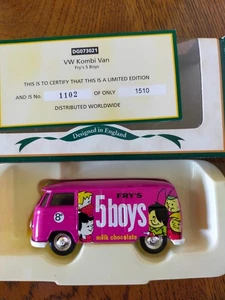 DG073021
VW Kombi Van
Fry's 5 Boys
THIS IS TO CERTIFY THAT THIS IS A LIMITED EDITION
AND IS No. 1102 OF ONLY 1510
DISTRIBUTED WORLDWIDE
Designed in England
FRY'S
5boys
milk chocolate